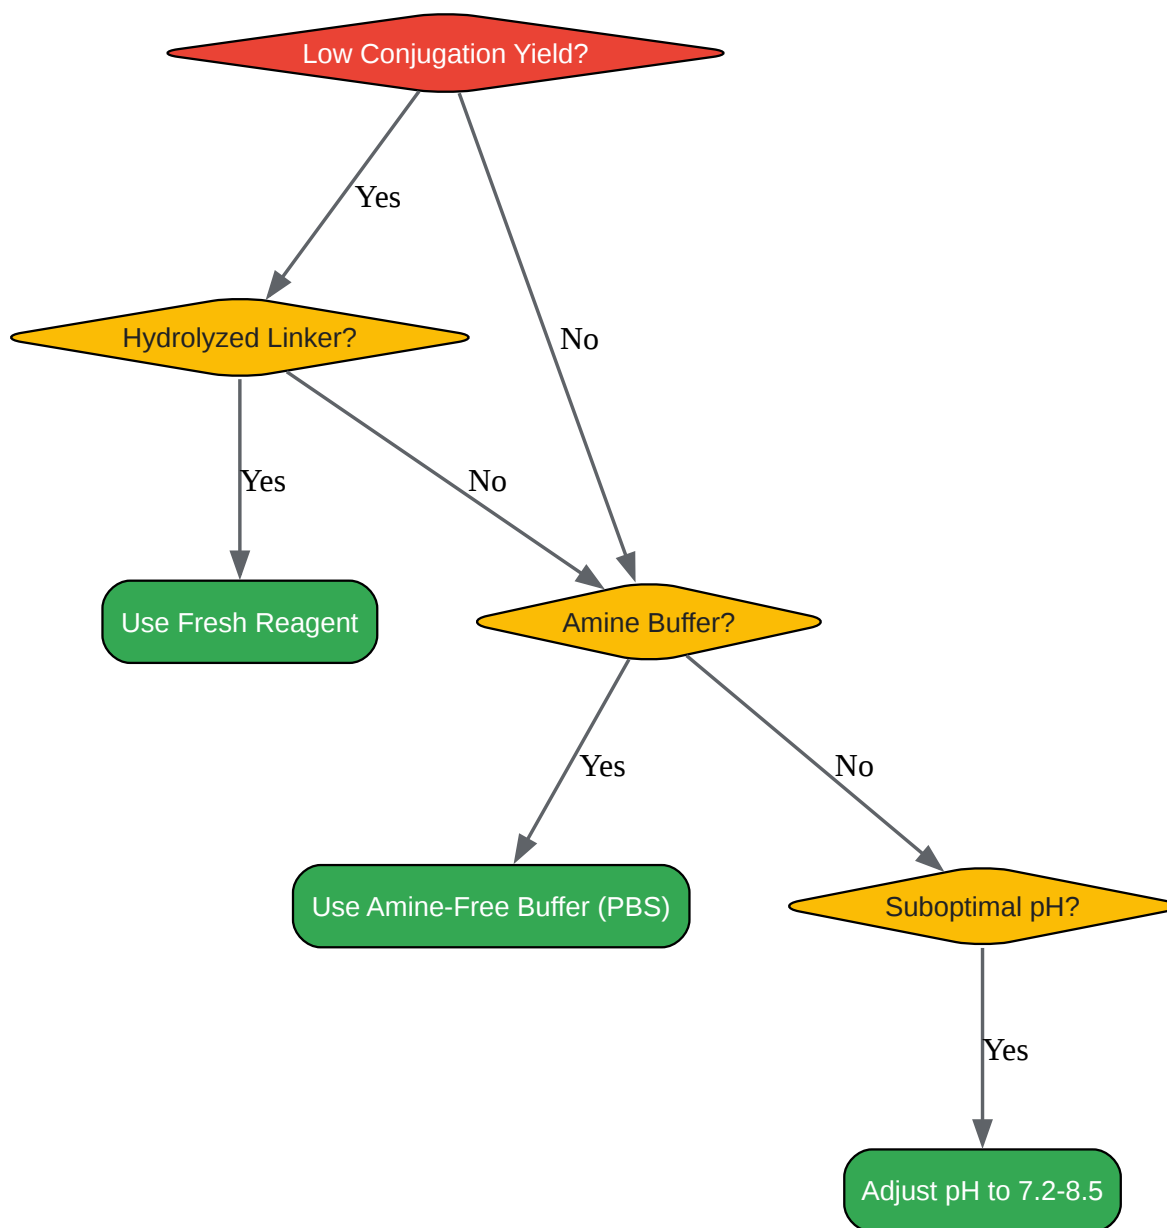 Low Conjugation Yield?
Yes
No
Hydrolyzed Linker?
Yes
No
Use Fresh Reagent
Amine Buffer?
Yes
No
Use Amine-Free Buffer (PBS)
Suboptimal pH?
Yes
Adjust pH to 7.2-8.5